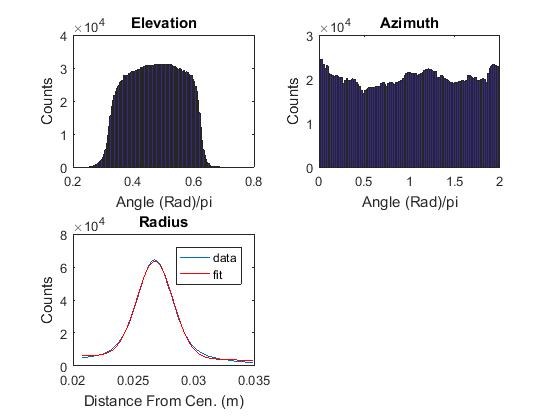 Elevation
×10⁴
4
3
2
1
0
Counts
0.2 0.4 0.6 0.8
Angle (Rad)/pi
Azimuth
×10⁴
3
2
1
0
Counts
0 0.5 1 1.5 2
Angle (Rad)/pi
Radius
×10⁴
8
6
4
2
0
Counts
data
fit
0.02 0.025 0.03 0.035
Distance From Cen. (m)